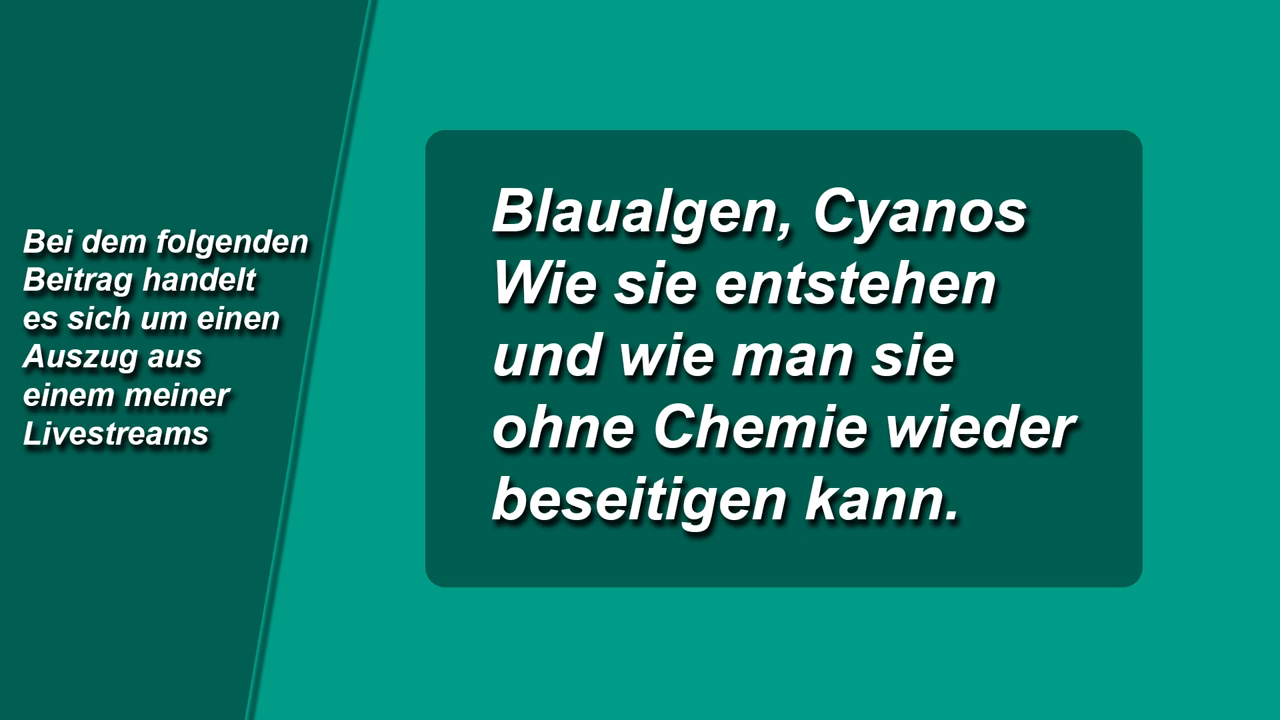 Bei dem folgenden
Beitrag handelt
es sich um einen
Auszug aus
einem meiner
Livestreams
Blaualgen, Cyanos
Wie sie entstehen
und wie man sie
ohne Chemie wieder
beseitigen kann.